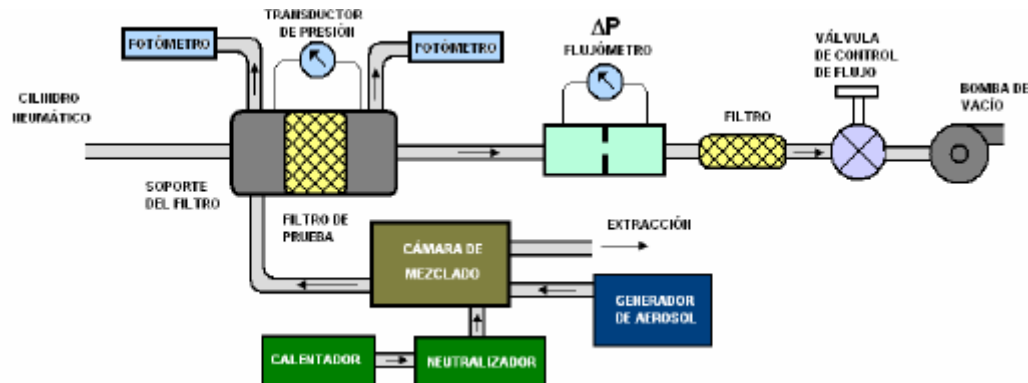 TRANSDUCTOR
DE PRESIÓN
FOTÓMETRO
FOTÓMETRO
ΔP
FLUJÓMETRO
VÁLVULA
DE CONTROL
DE FLUJO
BOMBA DE
VACÍO
CILINDRO
NEUMÁTICO
FILTRO
SOPORTE
DEL FILTRO
FILTRO DE
PRUEBA
CÁMARA DE
MEZCLADO
EXTRACCIÓN
GENERADOR
DE AEROSOL
CALENTADOR
NEUTRALIZADOR